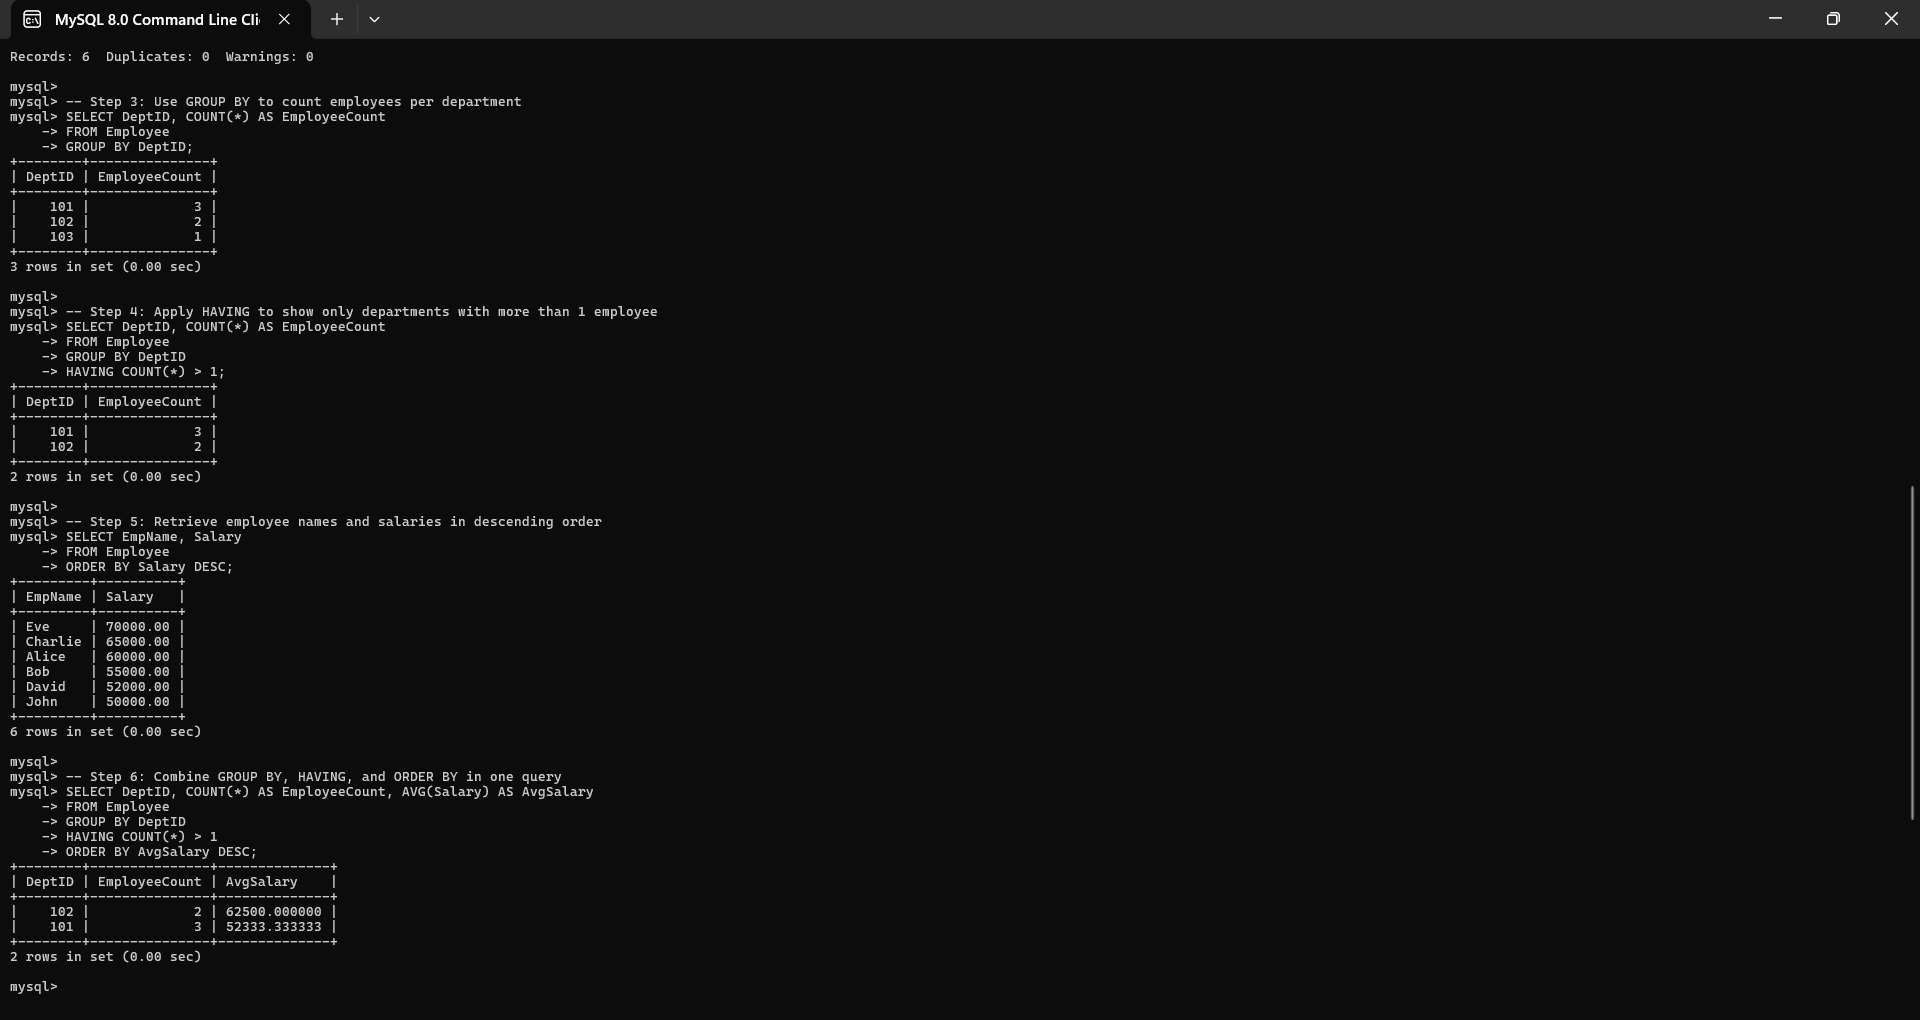 MySQL 8.0 Command Line Cli
Records: 6  Duplicates: 0  Warnings: 0
mysql>
mysql> -- Step 3: Use GROUP BY to count employees per department
mysql> SELECT DeptID, COUNT(*) AS EmployeeCount
    -> FROM Employee
    -> GROUP BY DeptID;
+--------+---------------+
| DeptID | EmployeeCount |
+--------+---------------+
|    101 |             3 |
|    102 |             2 |
|    103 |             1 |
+--------+---------------+
3 rows in set (0.00 sec)
mysql>
mysql> -- Step 4: Apply HAVING to show only departments with more than 1 employee
mysql> SELECT DeptID, COUNT(*) AS EmployeeCount
    -> FROM Employee
    -> GROUP BY DeptID
    -> HAVING COUNT(*) > 1;
+--------+---------------+
| DeptID | EmployeeCount |
+--------+---------------+
|    101 |             3 |
|    102 |             2 |
+--------+---------------+
2 rows in set (0.00 sec)
mysql>
mysql> -- Step 5: Retrieve employee names and salaries in descending order
mysql> SELECT EmpName, Salary
    -> FROM Employee
    -> ORDER BY Salary DESC;
+---------+----------+
| EmpName | Salary   |
+---------+----------+
| Eve     | 70000.00 |
| Charlie | 65000.00 |
| Alice   | 60000.00 |
| Bob     | 55000.00 |
| David   | 52000.00 |
| John    | 50000.00 |
+---------+----------+
6 rows in set (0.00 sec)
mysql>
mysql> -- Step 6: Combine GROUP BY, HAVING, and ORDER BY in one query
mysql> SELECT DeptID, COUNT(*) AS EmployeeCount, AVG(Salary) AS AvgSalary
    -> FROM Employee
    -> GROUP BY DeptID
    -> HAVING COUNT(*) > 1
    -> ORDER BY AvgSalary DESC;
+--------+---------------+--------------+
| DeptID | EmployeeCount | AvgSalary    |
+--------+---------------+--------------+
|    102 |             2 | 62500.000000 |
|    101 |             3 | 52333.333333 |
+--------+---------------+--------------+
2 rows in set (0.00 sec)
mysql>